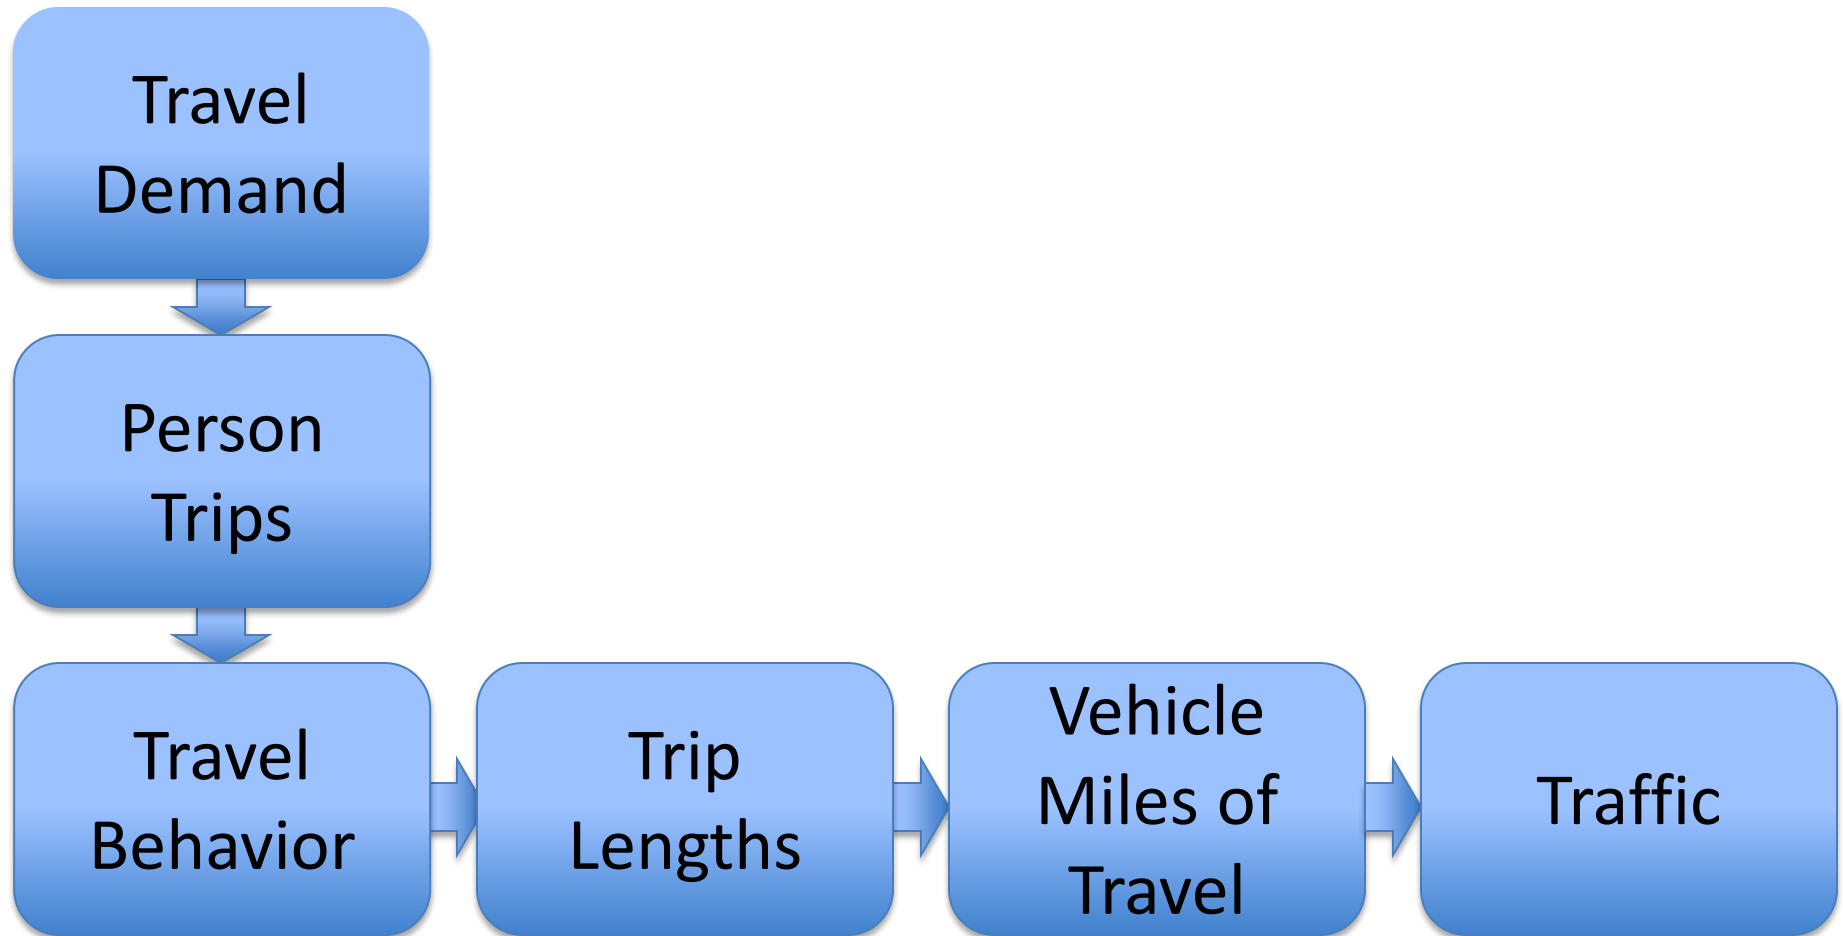 Travel
Demand
Person
Trips
Travel
Behavior
Trip
Lengths
Vehicle
Miles of
Travel
Traffic